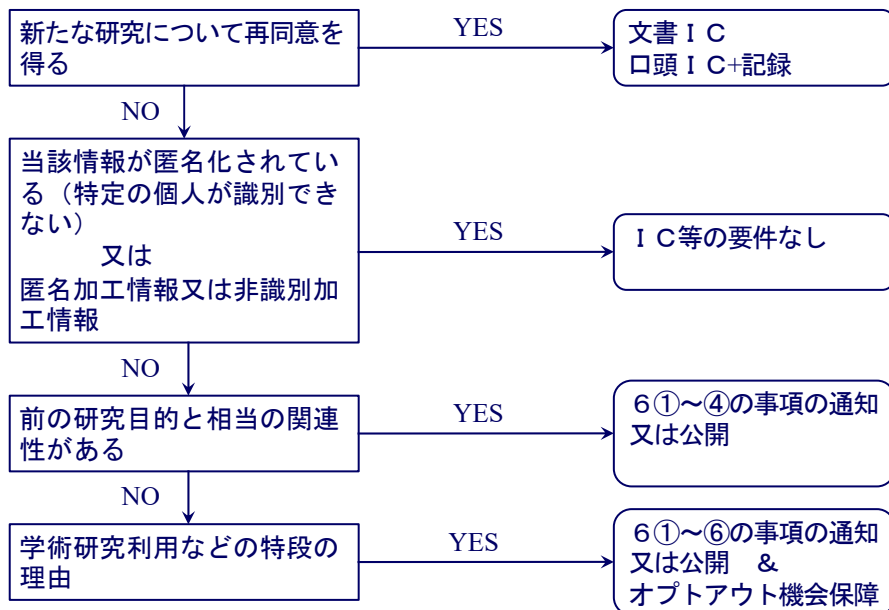 新たな研究について再同意を
得る
YES
文書ＩＣ
口頭ＩＣ+記録
NO
当該情報が匿名化されてい
る（特定の個人が識別でき
ない）
又は
匿名加工情報又は非識別加
工情報
YES
ＩＣ等の要件なし
NO
前の研究目的と相当の関連
性がある
YES
６①～④の事項の通知
又は公開
NO
学術研究利用などの特段の
理由
YES
６①～⑥の事項の通知
又は公開　＆
オプトアウト機会保障